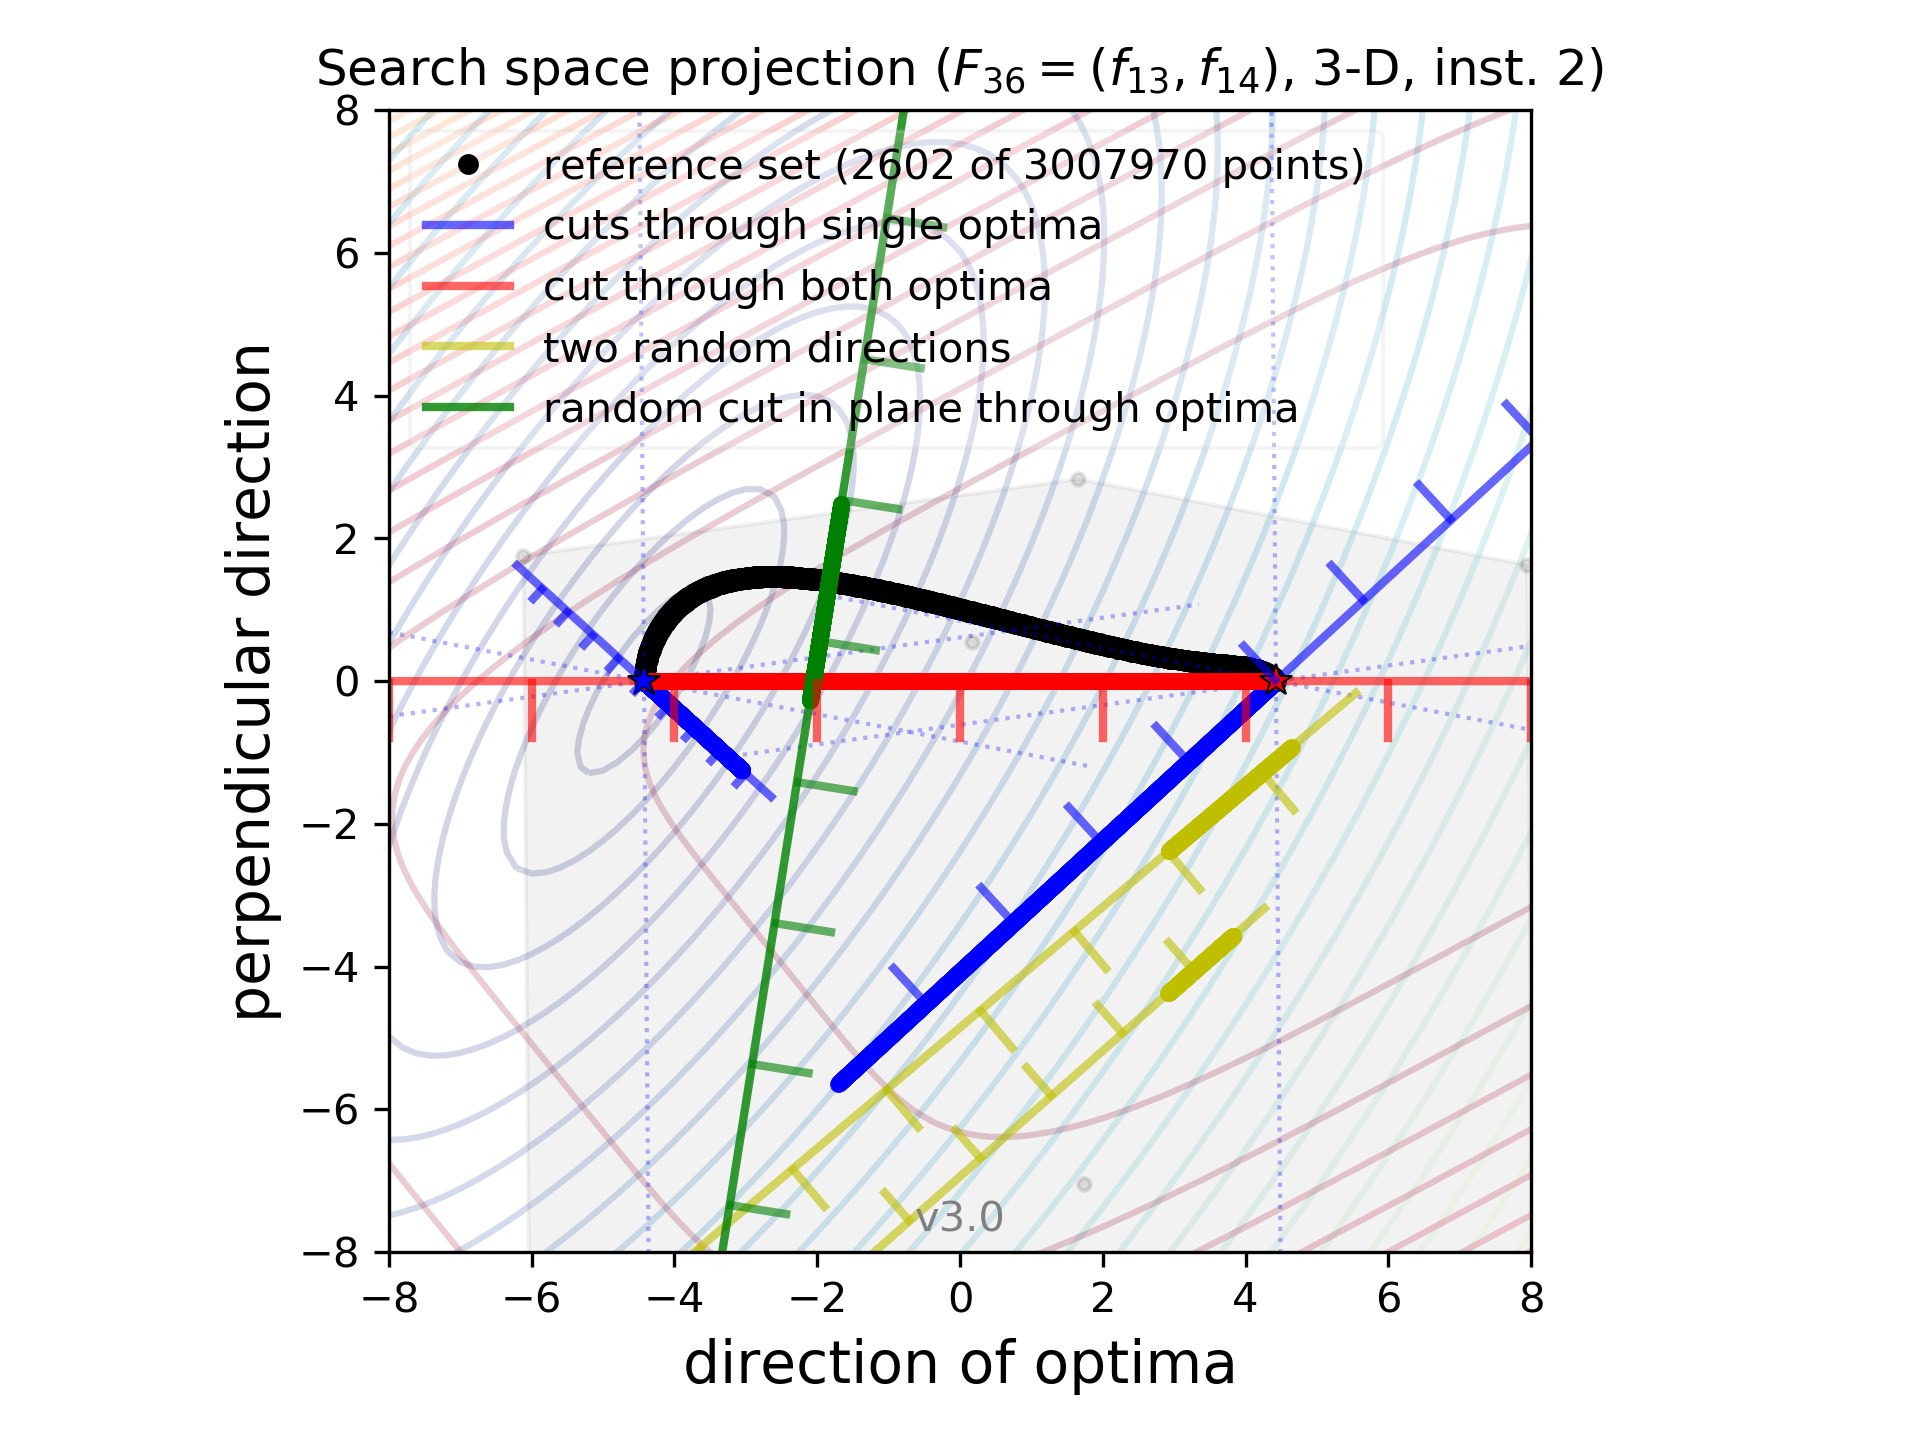 Search space projection (F36 = (f13, f14), 3-D, inst. 2)
reference set (2602 of 3007970 points)
cuts through single optima
cut through both optima
two random directions
random cut in plane through optima
perpendicular direction
8
6
4
2
0
−2
−4
−6
−8
v3.0
−8 −6 −4 −2 0 2 4 6 8
direction of optima